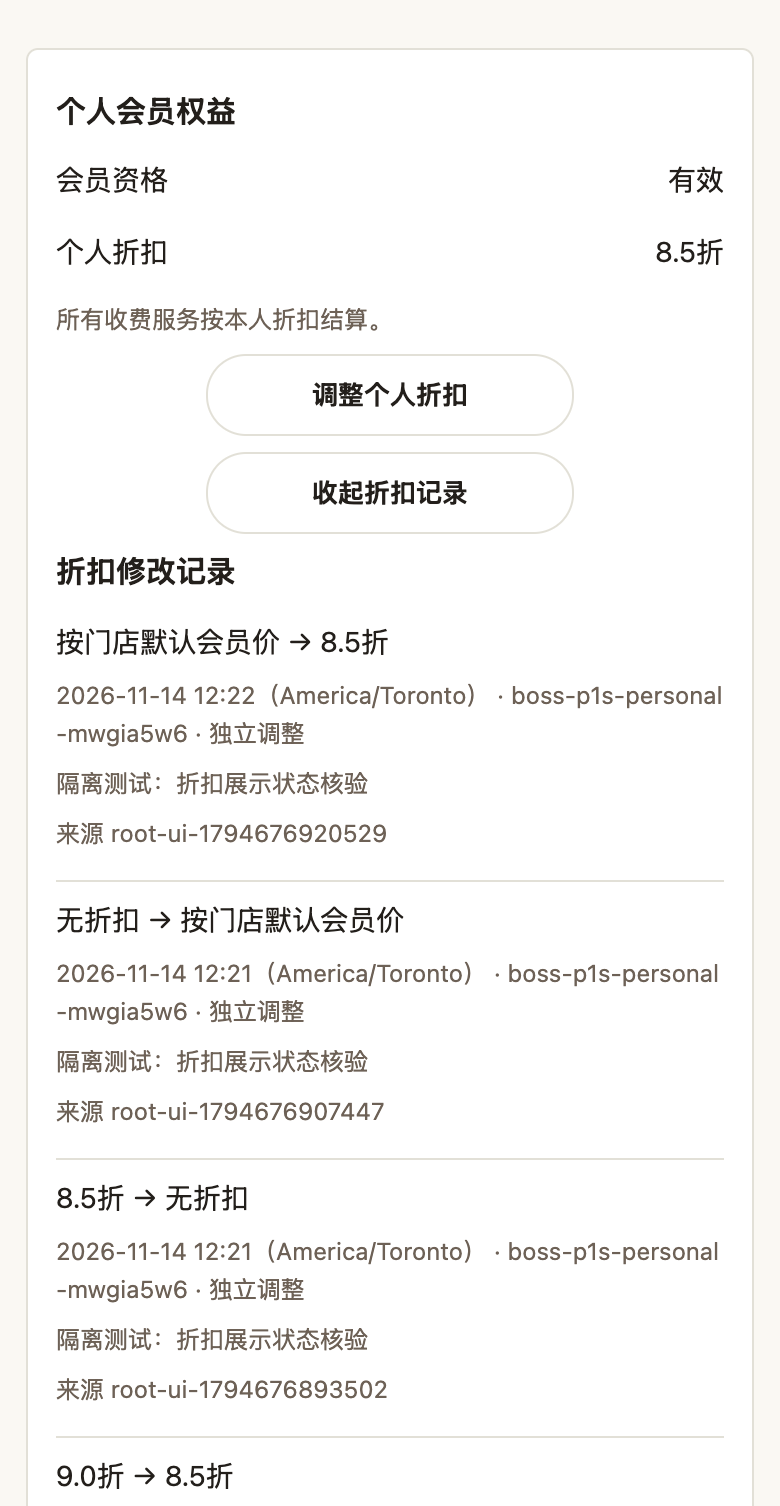 个人会员权益
会员资格 有效
个人折扣 8.5折
所有收费服务按本人折扣结算。
调整个人折扣
收起折扣记录
折扣修改记录
按门店默认会员价 → 8.5折
2026-11-14 12:22（America/Toronto） · boss-p1s-personal
-mwgia5w6 · 独立调整
隔离测试：折扣展示状态核验
来源 root-ui-1794676920529
无折扣 → 按门店默认会员价
2026-11-14 12:21（America/Toronto） · boss-p1s-personal
-mwgia5w6 · 独立调整
隔离测试：折扣展示状态核验
来源 root-ui-1794676907447
8.5折 → 无折扣
2026-11-14 12:21（America/Toronto） · boss-p1s-personal
-mwgia5w6 · 独立调整
隔离测试：折扣展示状态核验
来源 root-ui-1794676893502
9.0折 → 8.5折